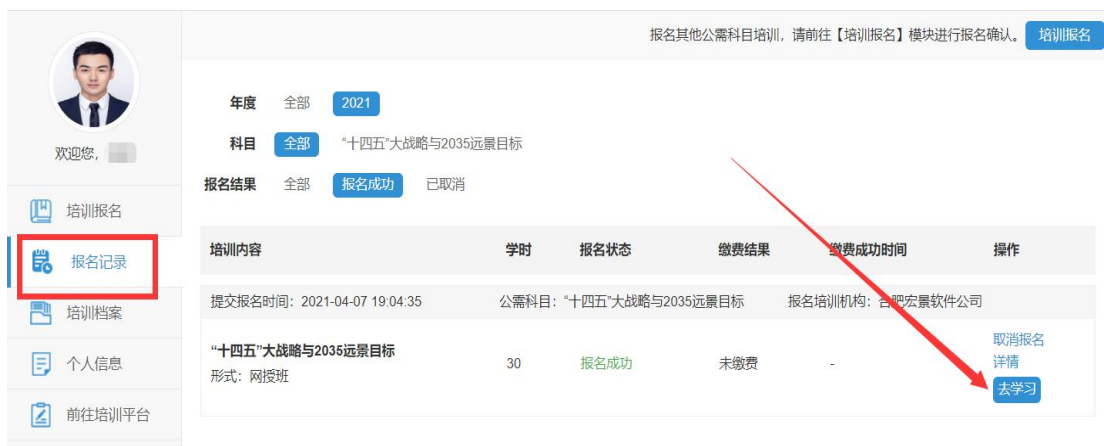 报名其他公需科目培训，请前往【培训报名】模块进行报名确认。 培训报名
年度 全部 2021
科目 全部 “十四五”大战略与2035远景目标
报名结果 全部 报名成功 已取消
欢迎您,
培训报名
报名记录
培训档案
个人信息
前往培训平台
培训内容 学时 报名状态 缴费结果 缴费成功时间 操作
提交报名时间：2021-04-07 19:04:35 公需科目：“十四五”大战略与2035远景目标 报名培训机构：合肥宏景软件公司
“十四五”大战略与2035远景目标
形式：网授班
30 报名成功 未缴费 -
取消报名
详情
去学习